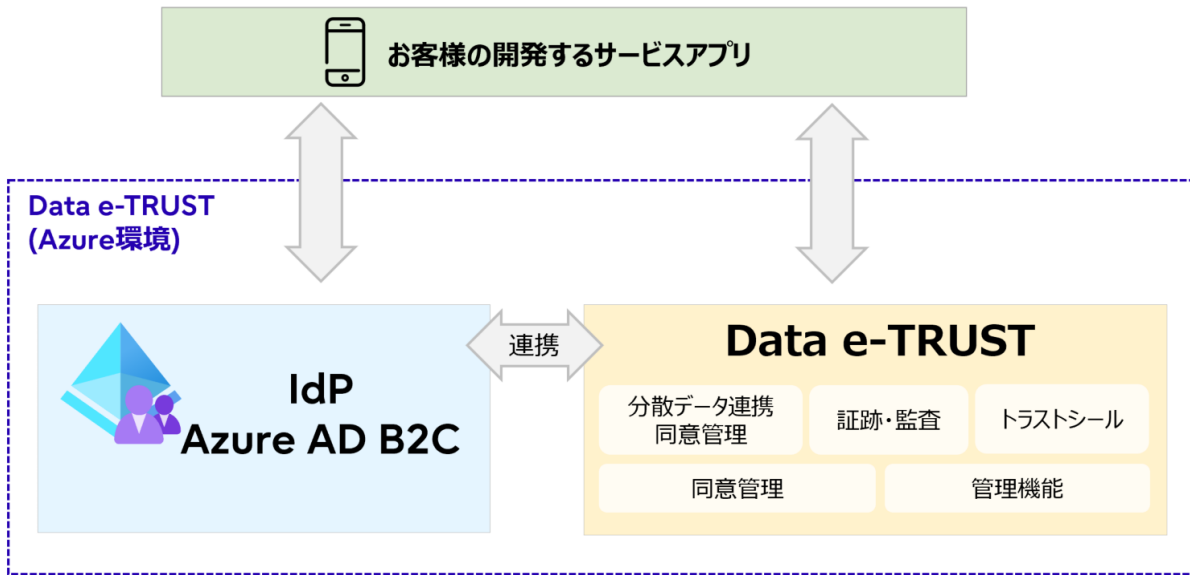 お客様の開発するサービスアプリ
Data e-TRUST
(Azure環境)
IdP
Azure AD B2C
連携
Data e-TRUST
分散データ連携
同意管理
証跡・監査
トラストシール
同意管理
管理機能